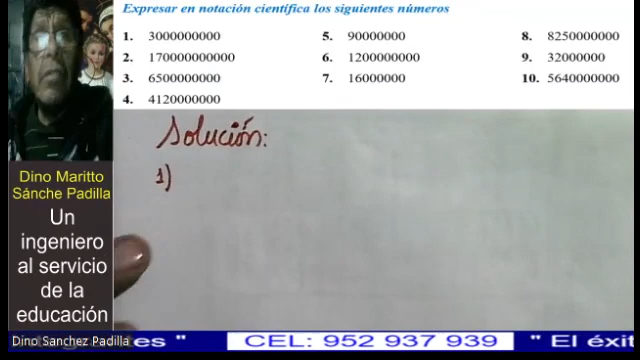 Expresar en notación científica los siguientes números
1. 3000000000
2. 170000000000
3. 6500000000
4. 4120000000
5. 90000000
6. 1200000000
7. 16000000
8. 8250000000
9. 32000000
10. 5640000000
Solución:
1)
Dino Maritto
Sánche Padilla
Un
ingeniero
al servicio
de la
educación
Dino Sanchez Padilla
es " CEL: 952 937 939 " El éxit